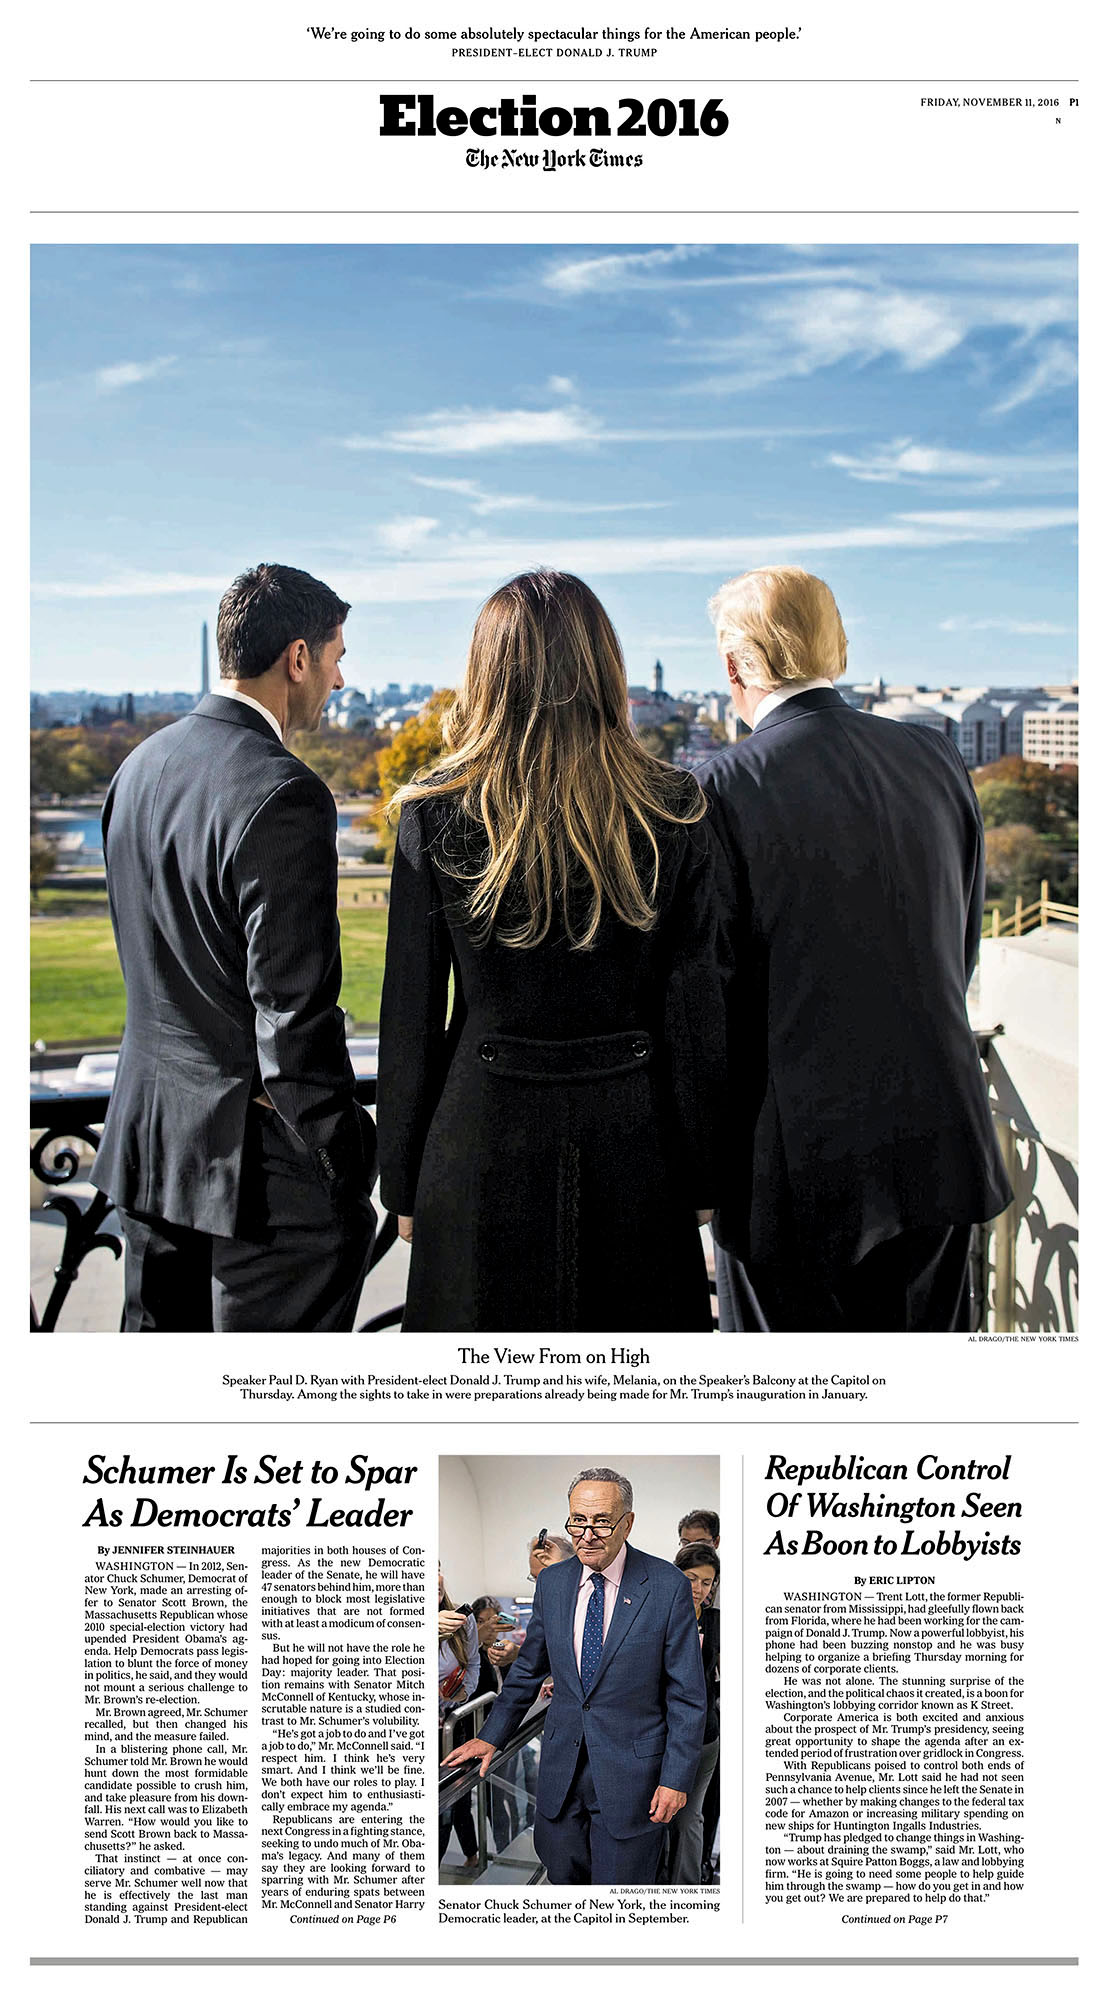 ‘We’re going to do some absolutely spectacular things for the American people.’
PRESIDENT-ELECT DONALD J. TRUMP
Election 2016
The New York Times
FRIDAY, NOVEMBER 11, 2016 P1
N
AL DRAGO/THE NEW YORK TIMES
The View From on High
Speaker Paul D. Ryan with President-elect Donald J. Trump and his wife, Melania, on the Speaker’s Balcony at the Capitol on
Thursday. Among the sights to take in were preparations already being made for Mr. Trump’s inauguration in January.
Schumer Is Set to Spar
As Democrats’ Leader
By JENNIFER STEINHAUER
WASHINGTON — In 2012, Sen-
ator Chuck Schumer, Democrat of
New York, made an arresting of-
fer to Senator Scott Brown, the
Massachusetts Republican whose
2010 special-election victory had
upended President Obama’s ag-
enda. Help Democrats pass legis-
lation to blunt the force of money
in politics, he said, and they would
not mount a serious challenge to
Mr. Brown’s re-election.
Mr. Brown agreed, Mr. Schumer
recalled, but then changed his
mind, and the measure failed.
In a blistering phone call, Mr.
Schumer told Mr. Brown he would
hunt down the most formidable
candidate possible to crush him,
and take pleasure from his down-
fall. His next call was to Elizabeth
Warren. “How would you like to
send Scott Brown back to Massa-
chusetts?” he asked.
That instinct — at once con-
ciliatory and combative — may
serve Mr. Schumer well now that
he is effectively the last man
standing against President-elect
Donald J. Trump and Republican
majorities in both houses of Con-
gress. As the new Democratic
leader of the Senate, he will have
47 senators behind him, more than
enough to block most legislative
initiatives that are not formed
with at least a modicum of consen-
sus.
But he will not have the role he
had hoped for going into Election
Day: majority leader. That posi-
tion remains with Senator Mitch
McConnell of Kentucky, whose in-
scrutable nature is a studied con-
trast to Mr. Schumer’s volubility.
“He’s got a job to do and I’ve got
a job to do,” Mr. McConnell said. “I
respect him. I think he’s very
smart. And I think we’ll be fine.
We both have our roles to play. I
don’t expect him to enthusiasti-
cally embrace my agenda.”
Republicans are entering the
next Congress in a fighting stance,
seeking to undo much of Mr. Oba-
ma’s legacy. And many of them
say they are looking forward to
sparring with Mr. Schumer after
years of enduring spats between
Mr. McConnell and Senator Harry
Continued on Page P6
AL DRAGO/THE NEW YORK TIMES
Senator Chuck Schumer of New York, the incoming
Democratic leader, at the Capitol in September.
Republican Control
Of Washington Seen
As Boon to Lobbyists
By ERIC LIPTON
WASHINGTON — Trent Lott, the former Republi-
can senator from Mississippi, had gleefully flown back
from Florida, where he had been working for the cam-
paign of Donald J. Trump. Now a powerful lobbyist, his
phone had been buzzing nonstop and he was busy
helping to organize a briefing Thursday morning for
dozens of corporate clients.
He was not alone. The stunning surprise of the
election, and the political chaos it created, is a boon for
Washington’s lobbying corridor known as K Street.
Corporate America is both excited and anxious
about the prospect of Mr. Trump’s presidency, seeing
great opportunity to shape the agenda after an ex-
tended period of frustration over gridlock in Congress.
With Republicans poised to control both ends of
Pennsylvania Avenue, Mr. Lott said he had not seen
such a chance to help clients since he left the Senate in
2007 — whether by making changes to the federal tax
code for Amazon or increasing military spending on
new ships for Huntington Ingalls Industries.
“Trump has pledged to change things in Washing-
ton — about draining the swamp,” said Mr. Lott, who
now works at Squire Patton Boggs, a law and lobbying
firm. “He is going to need some people to help guide
him through the swamp — how do you get in and how
you get out? We are prepared to help do that.”
Continued on Page P7